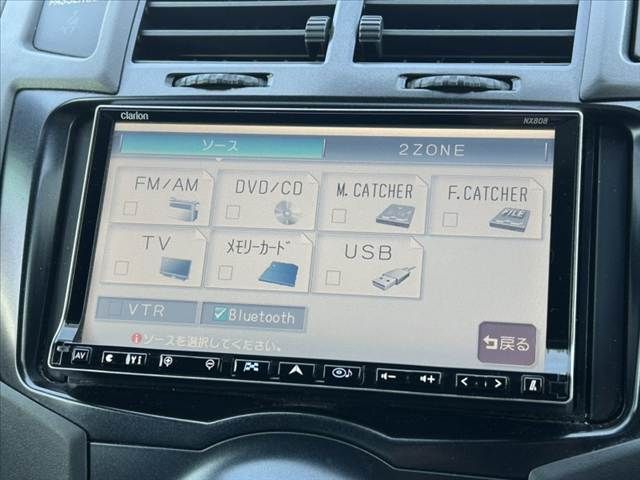 PASSENGER
Clarion
NX808
ソース
2ZONE
FM/AM
DVD/CD
M.CATCHER
F.CATCHER
FILE
TV
ﾒﾓﾘｰｶｰﾄﾞ
USB
VTR
Bluetooth
ソースを選択してください。
戻る
AV